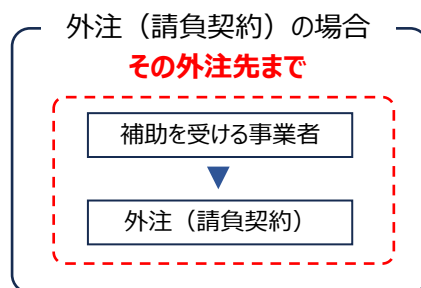 外注（請負契約）の場合
その外注先まで
補助を受ける事業者
外注（請負契約）